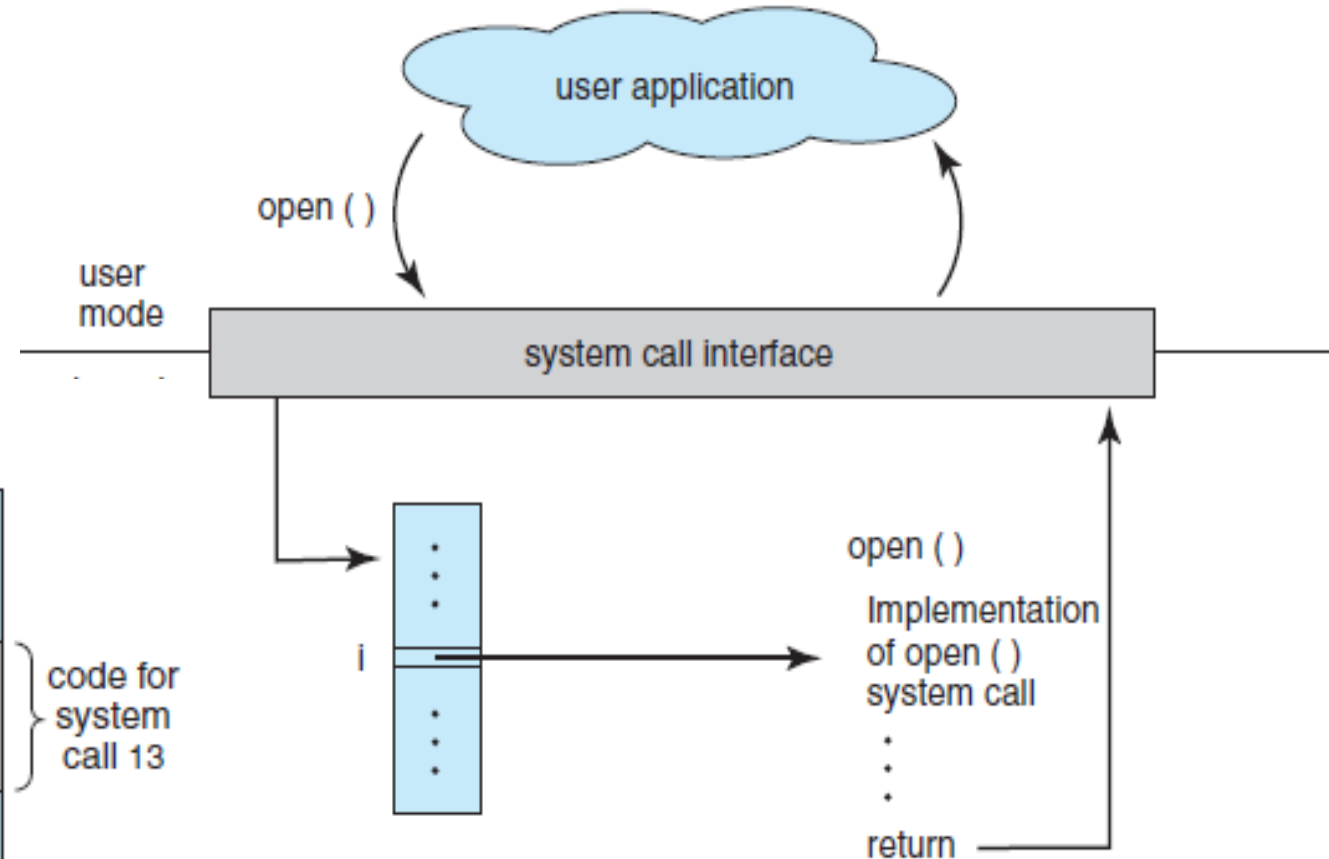 user application
open ( )
user
mode
system call interface
open ( )
Implementation
of open ( )
system call
i
code for
system
call 13
return